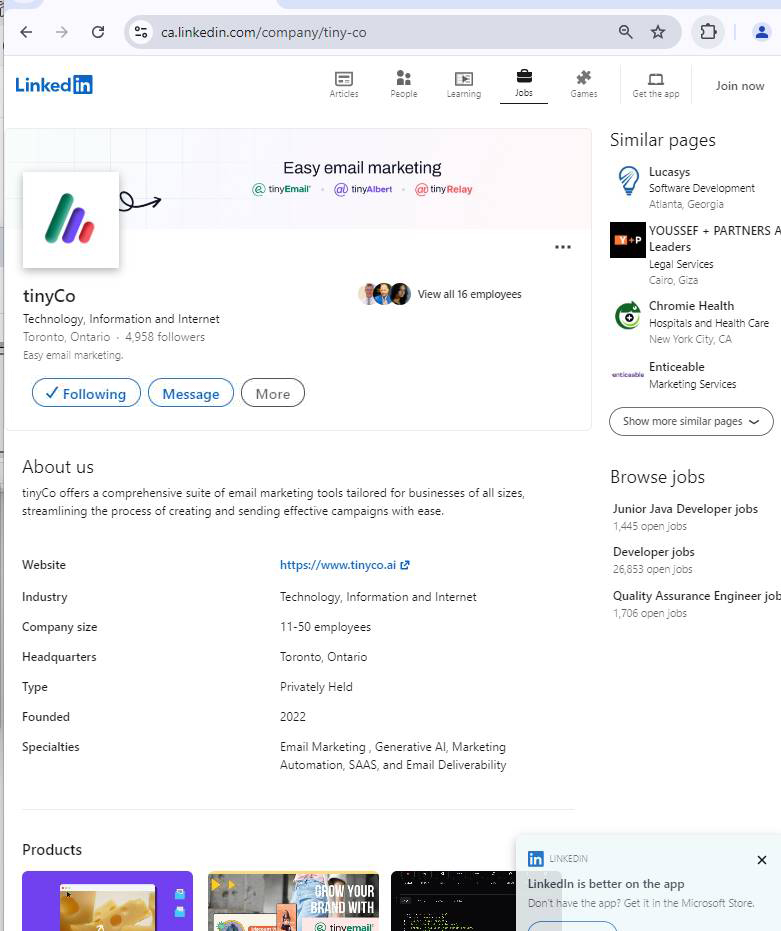 ca.linkedin.com/company/tiny-co
LinkedIn
Articles
People
Learning
Jobs
Games
Get the app
Join now
Easy email marketing
tinyEmail
tinyAlbert
tinyRelay
tinyCo
View all 16 employees
Technology, Information and Internet
Toronto, Ontario · 4,958 followers
Easy email marketing.
Following
Message
More
About us
tinyCo offers a comprehensive suite of email marketing tools tailored for businesses of all sizes,
streamlining the process of creating and sending effective campaigns with ease.
Website
https://www.tinyco.ai
Industry
Technology, Information and Internet
Company size
11-50 employees
Headquarters
Toronto, Ontario
Type
Privately Held
Founded
2022
Specialties
Email Marketing , Generative AI, Marketing
Automation, SAAS, and Email Deliverability
Products
GROW YOUR
BRAND WITH
tinyemail
Similar pages
Lucasys
Software Development
Atlanta, Georgia
Y+P
YOUSSEF + PARTNERS A
Leaders
Legal Services
Cairo, Giza
Chromie Health
Hospitals and Health Care
New York City, CA
enticeable
Enticeable
Marketing Services
Show more similar pages
Browse jobs
Junior Java Developer jobs
1,445 open jobs
Developer jobs
26,853 open jobs
Quality Assurance Engineer job
1,706 open jobs
in LINKEDIN
LinkedIn is better on the app
Don't have the app? Get it in the Microsoft Store.